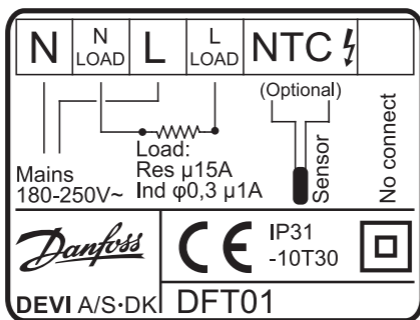 N
N LOAD
L
L LOAD
NTC
(Optional)
Mains
180-250V~
Load:
Res µ15A
Ind φ0,3 µ1A
Sensor
No connect
Danfoss
CE
IP31
-10T30
DEVI A/S·DK
DFT01